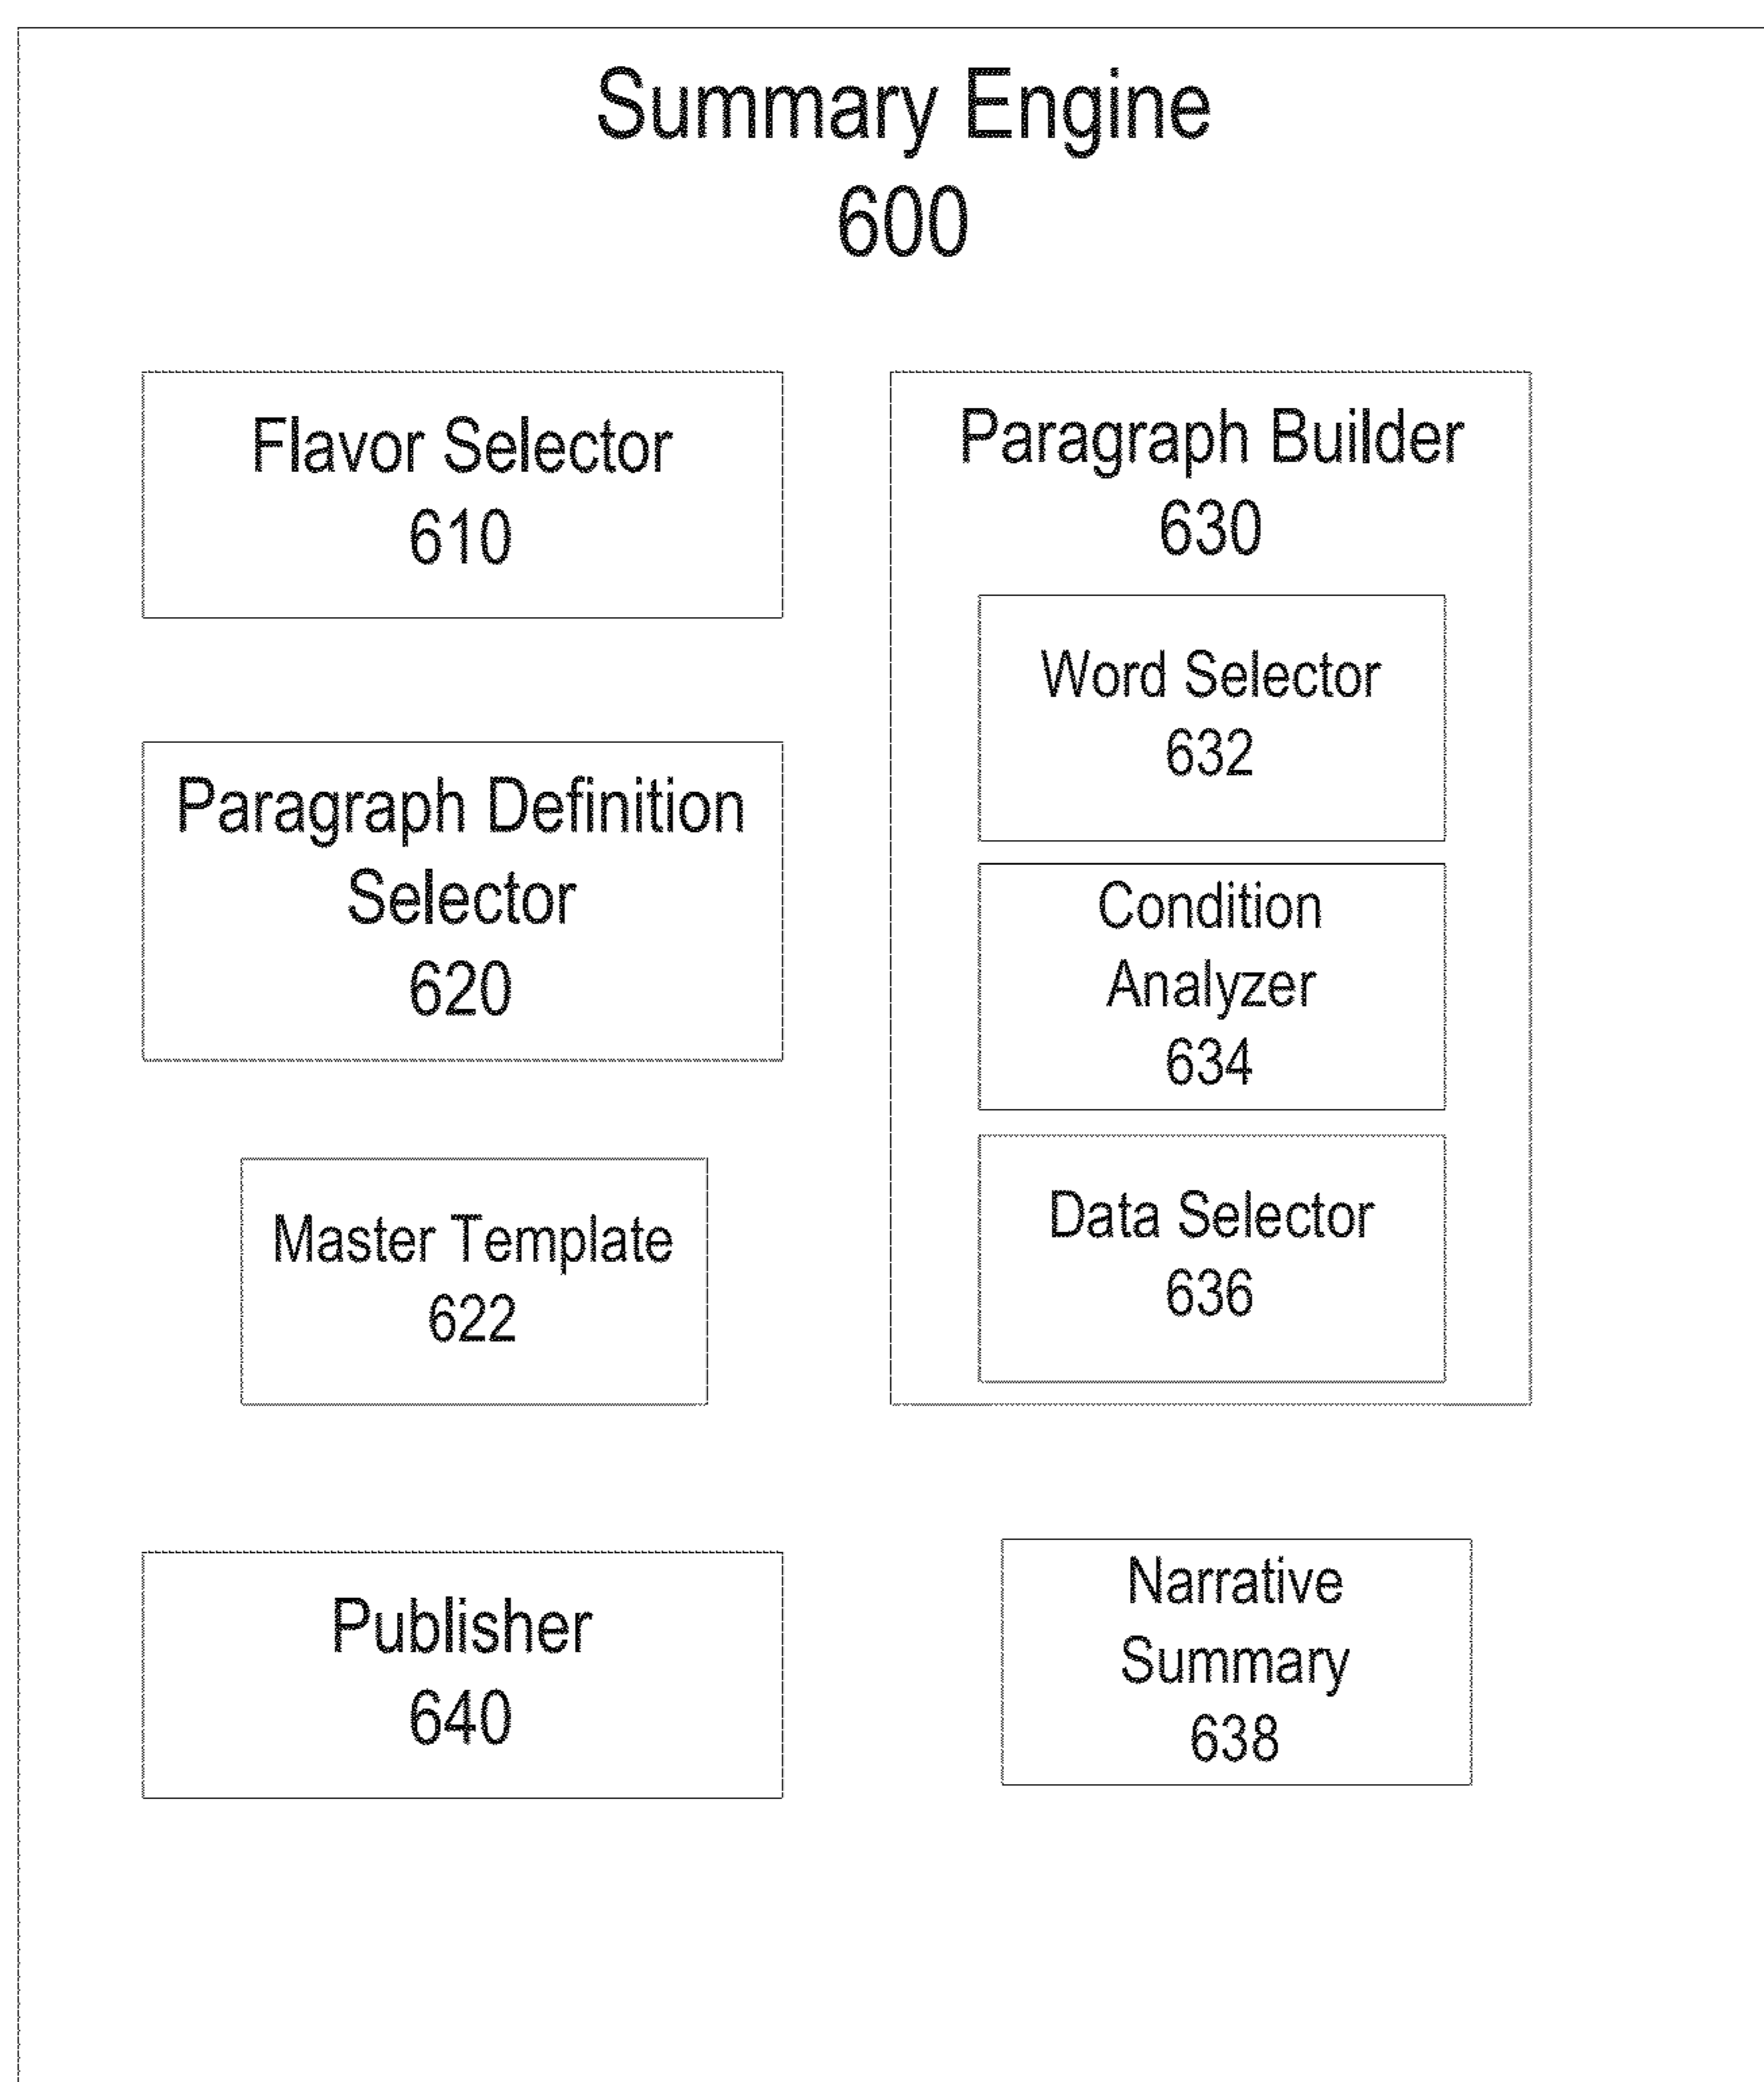 Summary Engine
600
Flavor Selector
610
Paragraph Definition
Selector
620
Master Template
622
Publisher
640
Paragraph Builder
630
Word Selector
632
Condition
Analyzer
634
Data Selector
636
Narrative
Summary
638